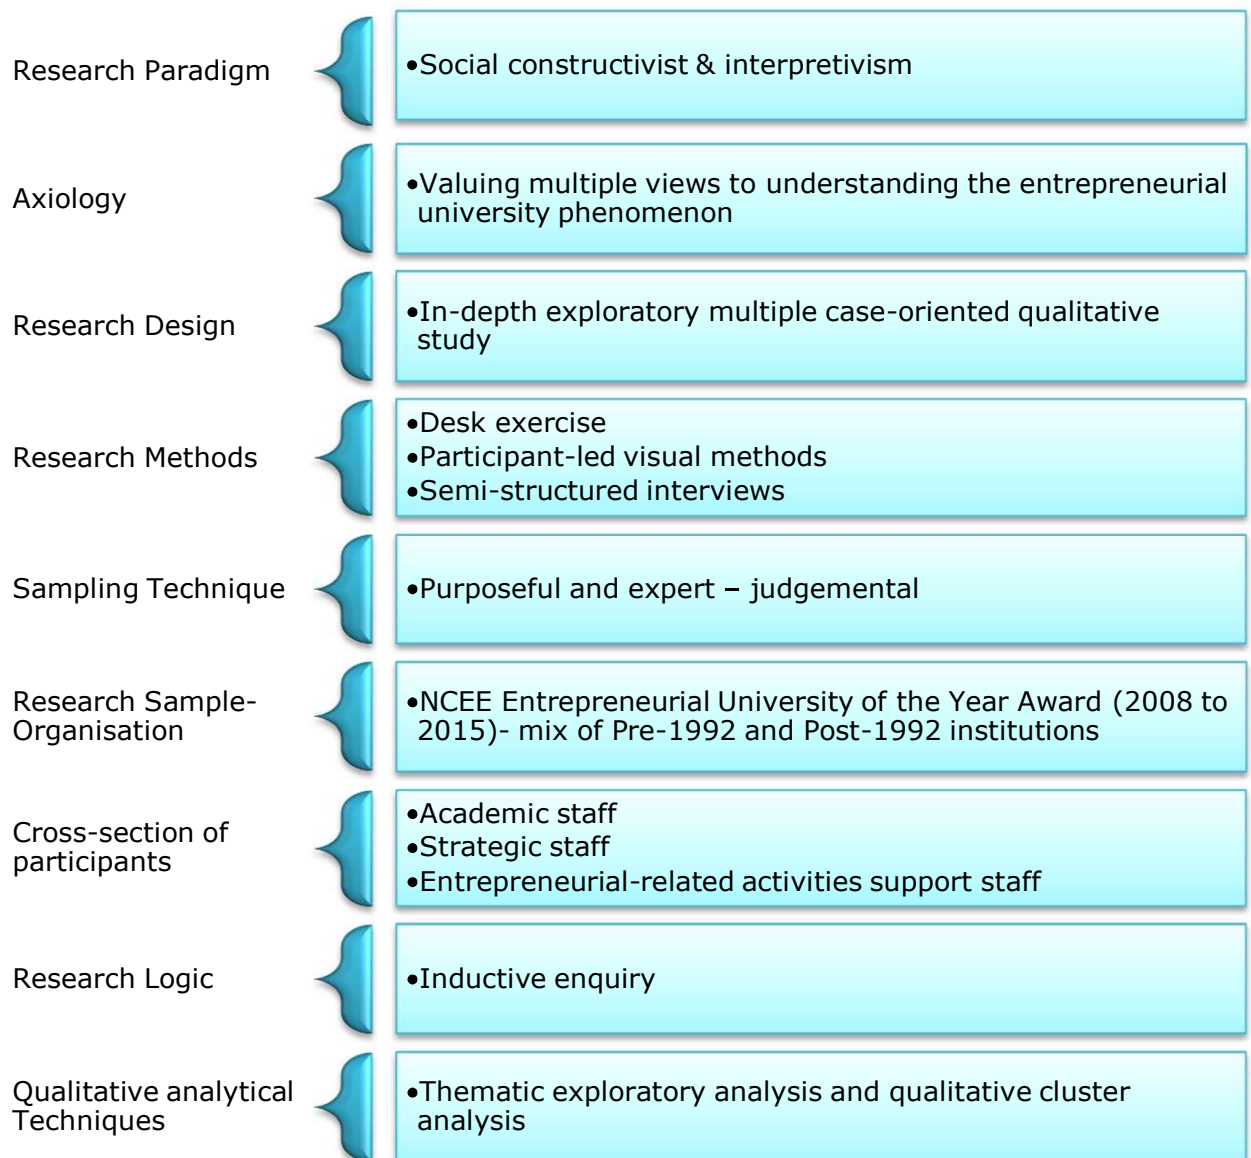 Research Paradigm
•Social constructivist & interpretivism
Axiology
•Valuing multiple views to understanding the entrepreneurial
university phenomenon
Research Design
•In-depth exploratory multiple case-oriented qualitative
study
Research Methods
•Desk exercise
•Participant-led visual methods
•Semi-structured interviews
Sampling Technique
•Purposeful and expert – judgemental
Research Sample-
Organisation
•NCEE Entrepreneurial University of the Year Award (2008 to
2015)- mix of Pre-1992 and Post-1992 institutions
Cross-section of
participants
•Academic staff
•Strategic staff
•Entrepreneurial-related activities support staff
Research Logic
•Inductive enquiry
Qualitative analytical
Techniques
•Thematic exploratory analysis and qualitative cluster
analysis